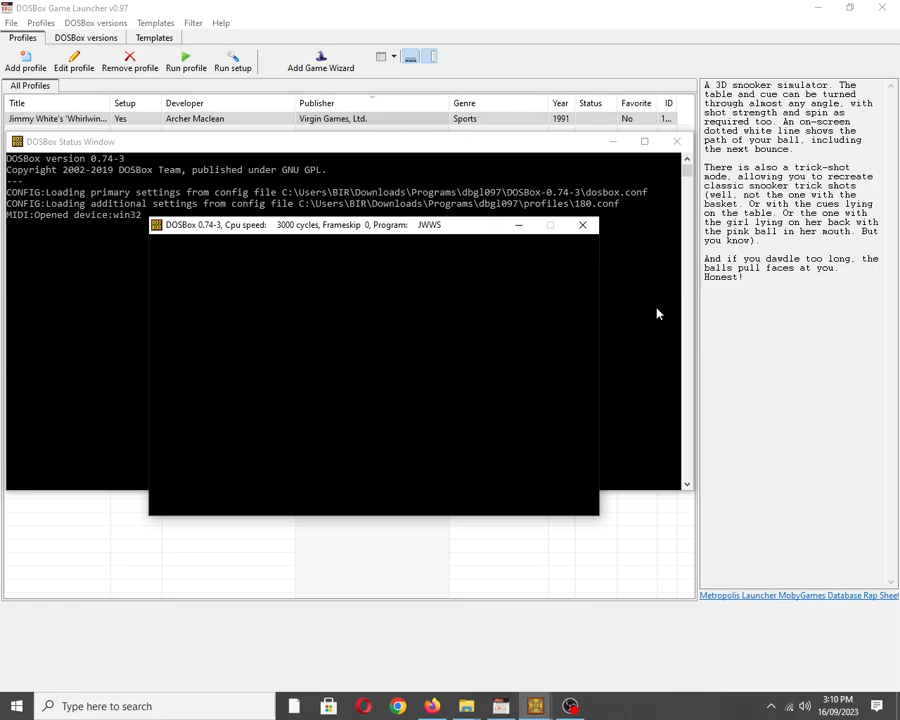 DOSBox Game Launcher v0.97
File Profiles DOSBox versions Templates Filter Help
Profiles DOSBox versions Templates
Add profile Edit profile Remove profile Run profile Run setup Add Game Wizard
All Profiles
Title Setup Developer Publisher Genre Year Status Favorite ID
Jimmy White's 'Whirlwin... Yes Archer Maclean Virgin Games, Ltd. Sports 1991 No 1...
DOSBox Status Window
DOSBox version 0.74-3
Copyright 2002-2019 DOSBox Team, published under GNU GPL.
---
CONFIG:Loading primary settings from config file C:\Users\BIR\Downloads\Programs\dbgl097\DOSBox-0.74-3\dosbox.conf
CONFIG:Loading additional settings from config file C:\Users\BIR\Downloads\Programs\dbgl097\profiles\180.conf
MIDI:Opened device:win32
DOSBox 0.74-3, Cpu speed: 3000 cycles, Frameskip 0, Program: JWWS
A 3D snooker simulator. The
table and cue can be turned
through almost any angle, with
shot strength and spin as
required too. An on-screen
dotted white line shows the
path of your ball, including
the next bounce.
There is also a trick-shot
mode, allowing you to recreate
classic snooker trick shots
(well, not the one with the
basket. Or with the cues lying
on the table. Or the one with the
girl lying on her back with
the pink ball in her mouth. But
you know).
And if you dawdle too long, the
balls pull faces at you.
Honest!
Metropolis Launcher MobyGames Database Rap Sheet
Type here to search
3:10 PM
16/09/2023